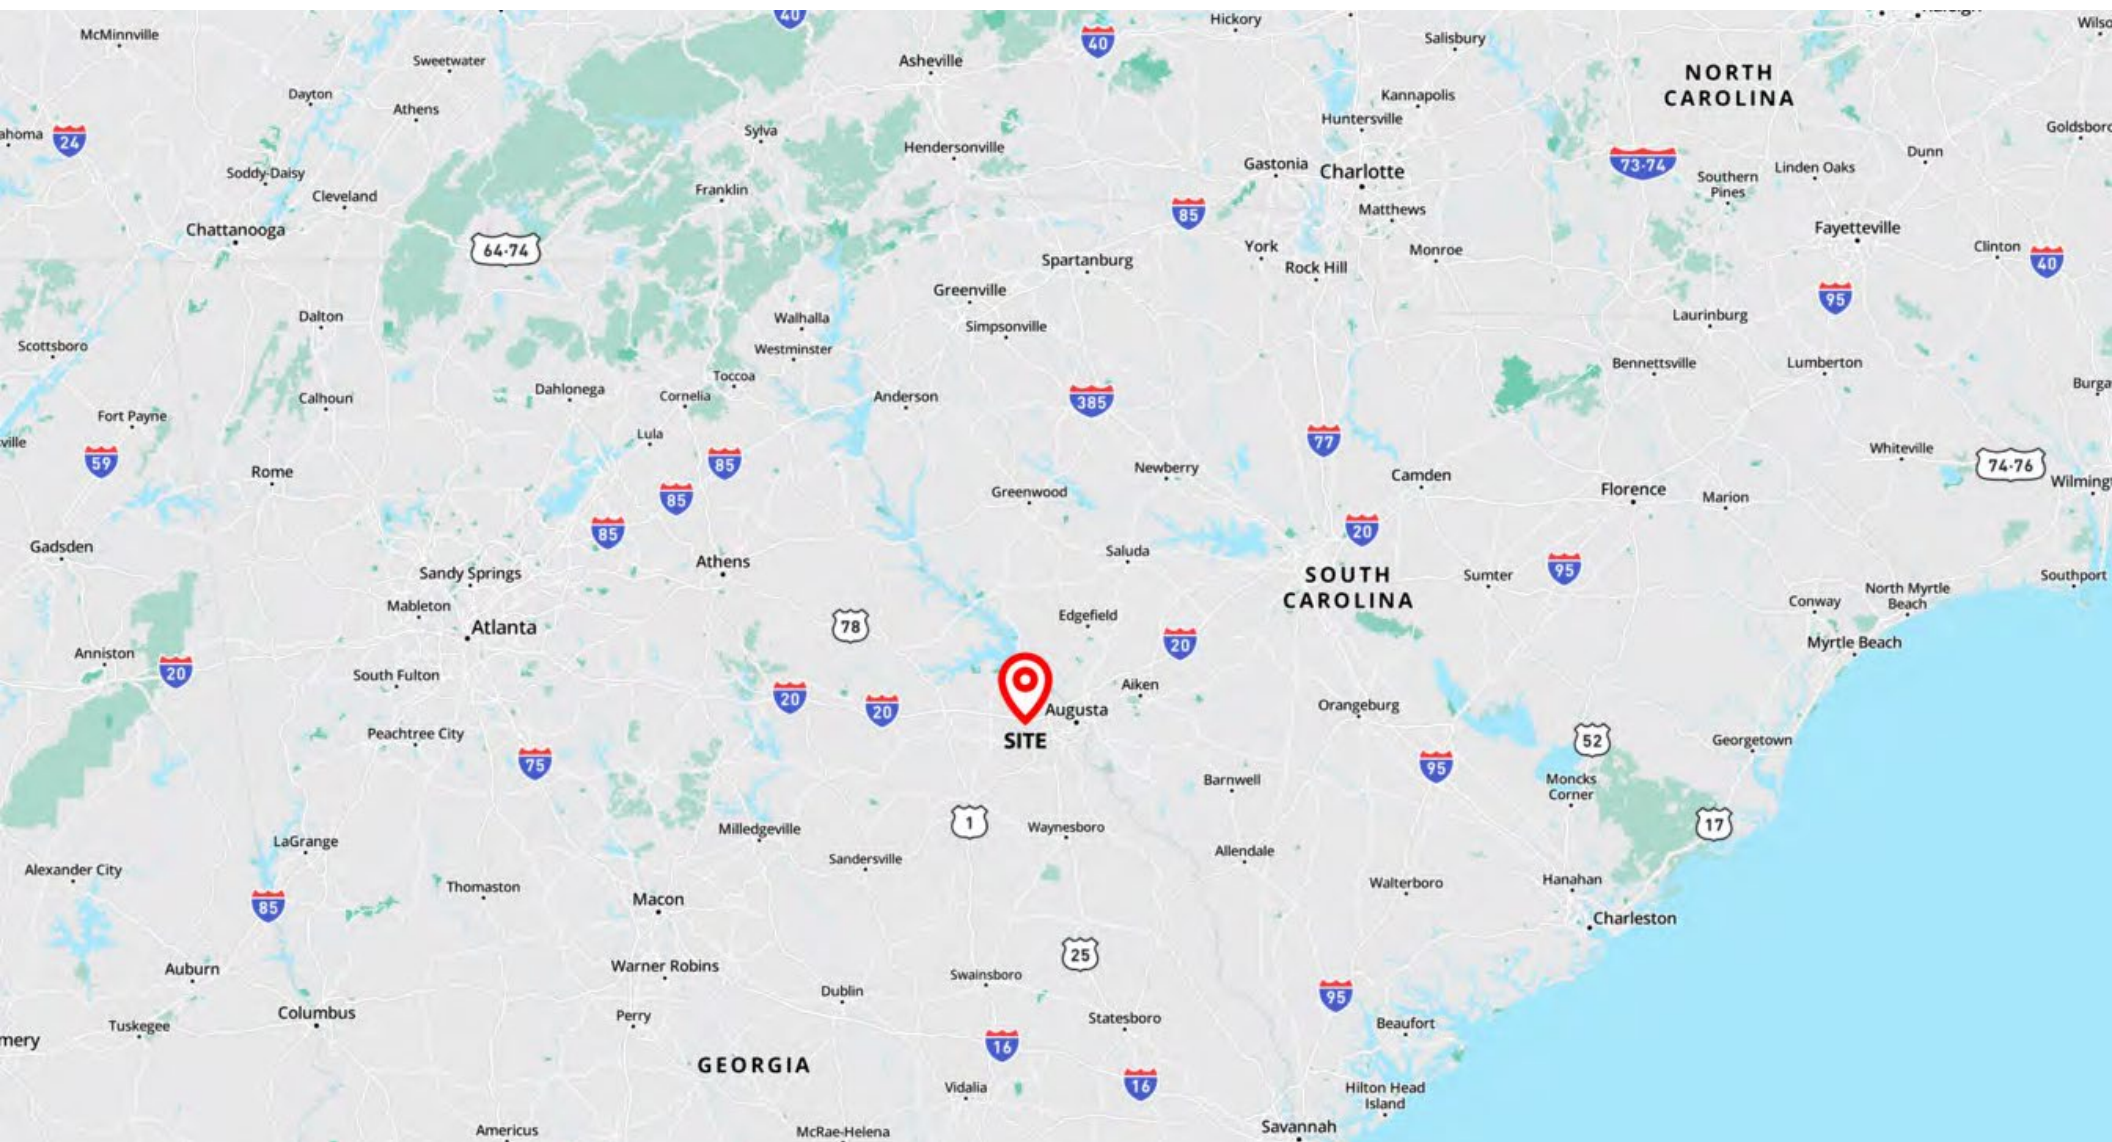 40
Hickory
Raleigh
McMinnville
Sweetwater
Asheville
40
Salisbury
NORTH
CAROLINA
Dayton
Athens
Kannapolis
Huntersville
24
Sylva
Hendersonville
Gastonia
Charlotte
73-74
Linden Oaks
Dunn
Soddy-Daisy
Cleveland
Franklin
Southern
Pines
85
Matthews
Chattanooga
64-74
York
Rock Hill
Monroe
Fayetteville
Clinton
40
Spartanburg
Greenville
95
Dalton
Walhalla
Simpsonville
Laurinburg
Scottsboro
Westminster
Bennettsville
Lumberton
Toccoa
Calhoun
Dahlonega
Cornelia
Anderson
385
Fort Payne
Lula
77
59
Rome
85
85
85
Newberry
Greenwood
Camden
Florence
Marion
Whiteville
74-76
20
Gadsden
Athens
Saluda
Sandy Springs
SOUTH
CAROLINA
Sumter
95
Southport
Mableton
Atlanta
78
Edgefield
20
Conway
North Myrtle
Beach
Myrtle Beach
Anniston
20
South Fulton
20
20
Aiken
Augusta
SITE
Orangeburg
Peachtree City
75
95
52
Georgetown
Barnwell
Moncks
Corner
17
LaGrange
Milledgeville
1
Waynesboro
Sandersville
Allendale
Alexander City
85
Thomaston
Macon
Walterboro
Hanahan
Charleston
Auburn
Warner Robins
Dublin
Swainsboro
25
95
Columbus
Tuskegee
Perry
Statesboro
Beaufort
GEORGIA
16
16
Vidalia
Hilton Head
Island
Americus
McRae-Helena
Savannah